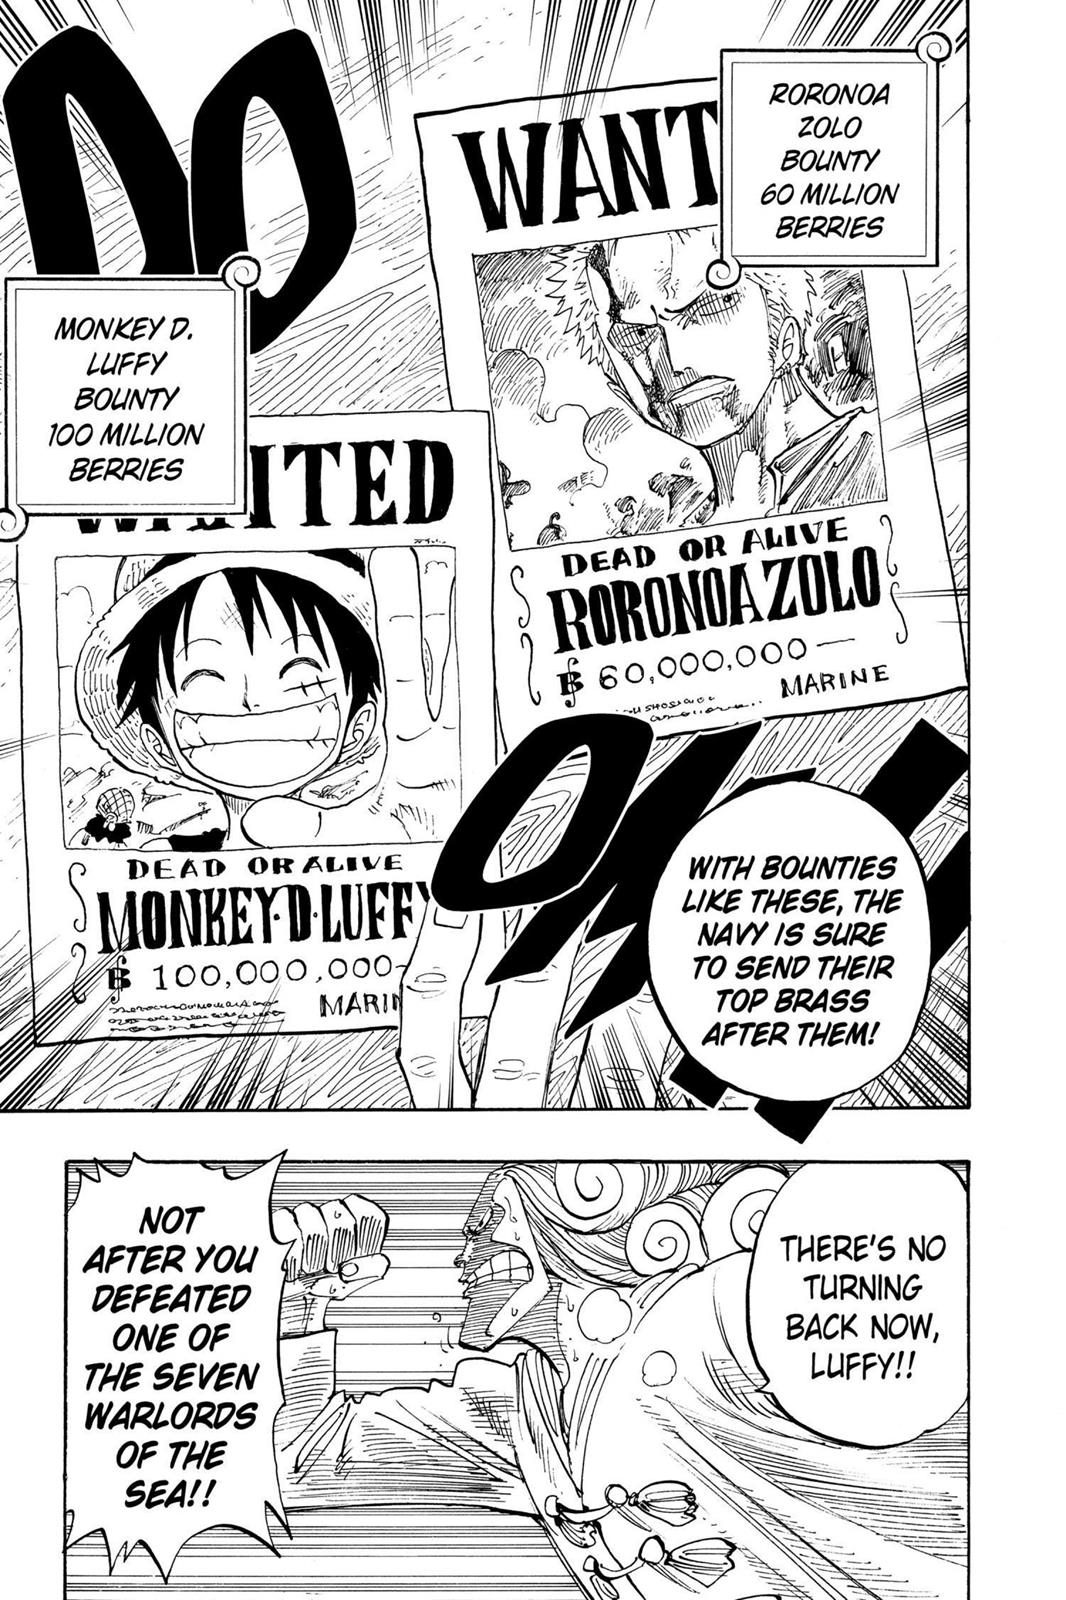 DOOM!!
RORONOA
ZOLO
BOUNTY
60 MILLION
BERRIES
WANT
DEAD OR ALIVE
RORONOA ZOLO
B 60,000,000-
MARINE
MONKEY D.
LUFFY
BOUNTY
100 MILLION
BERRIES
WANTED
DEAD OR ALIVE
MONKEY·D·LUFFY
B 100,000,000-
MARIN
WITH BOUNTIES
LIKE THESE, THE
NAVY IS SURE
TO SEND THEIR
TOP BRASS
AFTER THEM!
THERE'S NO
TURNING
BACK NOW,
LUFFY!!
NOT
AFTER YOU
DEFEATED
ONE OF
THE SEVEN
WARLORDS
OF THE
SEA!!